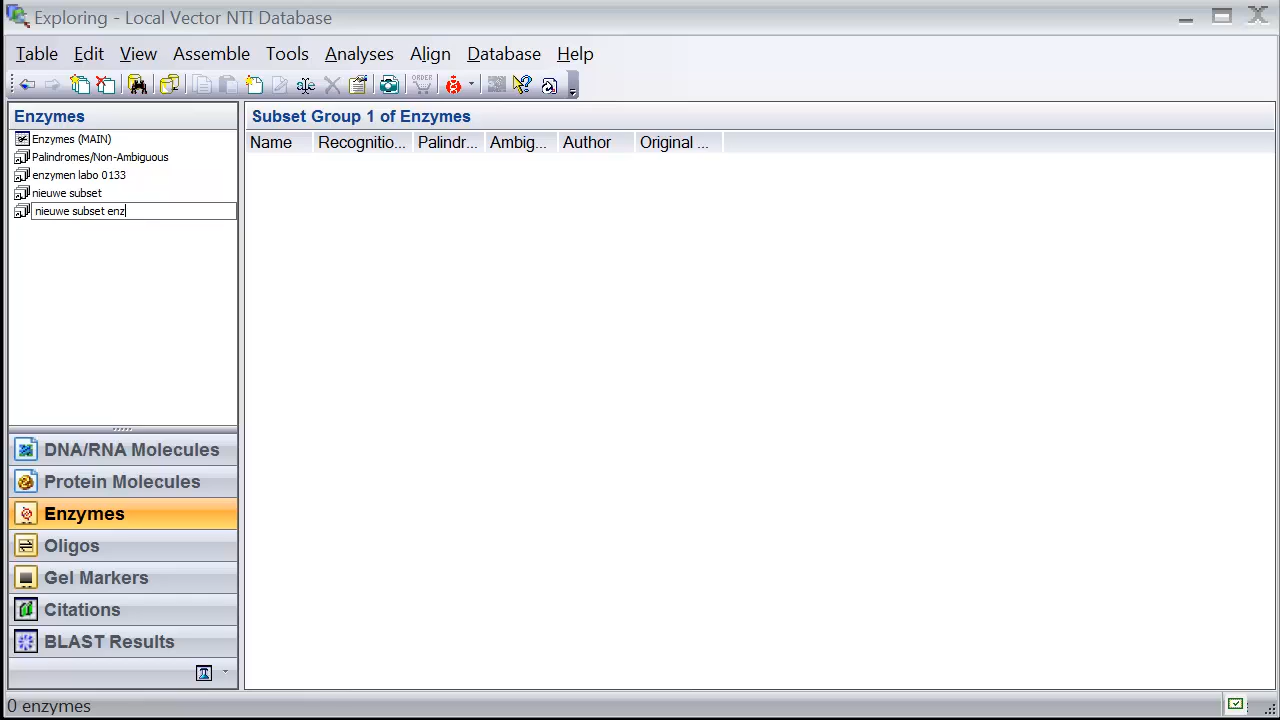 Exploring - Local Vector NTI Database
Table Edit View Assemble Tools Analyses Align Database Help
ORDER
Enzymes
Enzymes (MAIN)
Palindromes/Non-Ambiguous
enzymen labo 0133
nieuwe subset
nieuwe subset enz
Subset Group 1 of Enzymes
Name Recognitio... Palindr... Ambig... Author Original ...
DNA/RNA Molecules
Protein Molecules
Enzymes
Oligos
Gel Markers
Citations
BLAST Results
0 enzymes